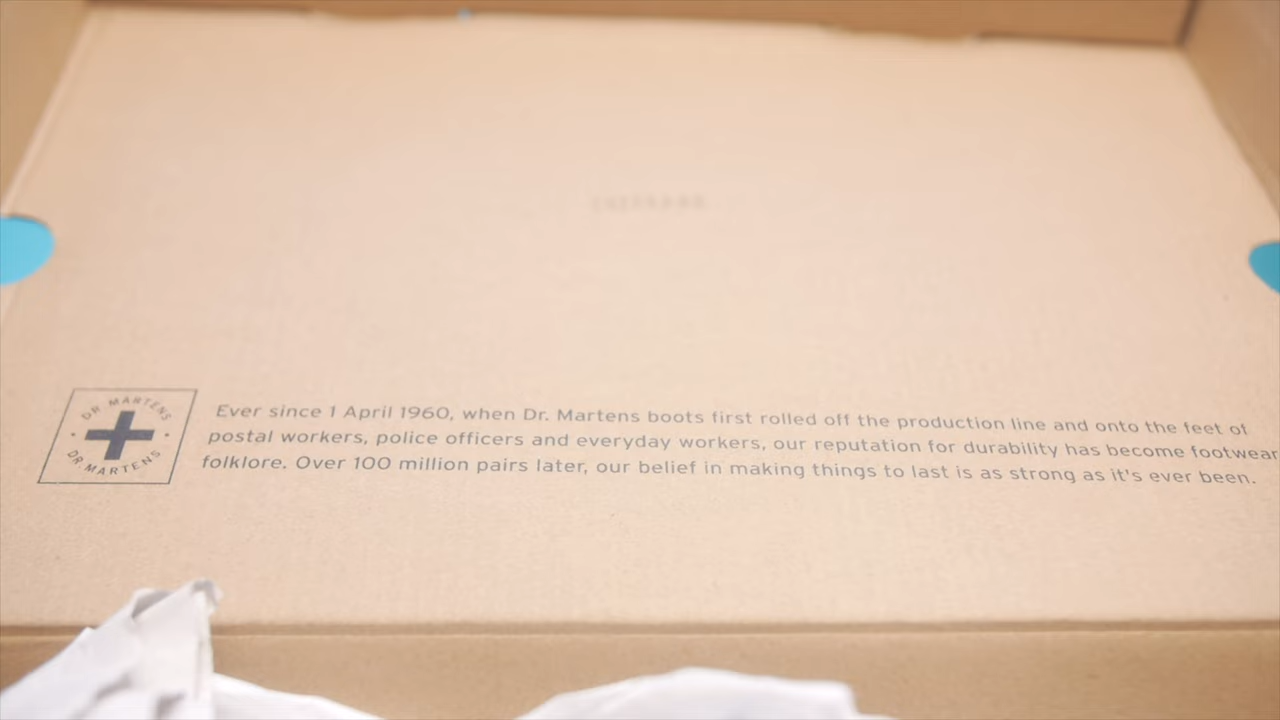 DR MARTENS
DR MARTENS
Ever since 1 April 1960, when Dr. Martens boots first rolled off the production line and onto the feet of
postal workers, police officers and everyday workers, our reputation for durability has become footwear
folklore. Over 100 million pairs later, our belief in making things to last is as strong as it's ever been.